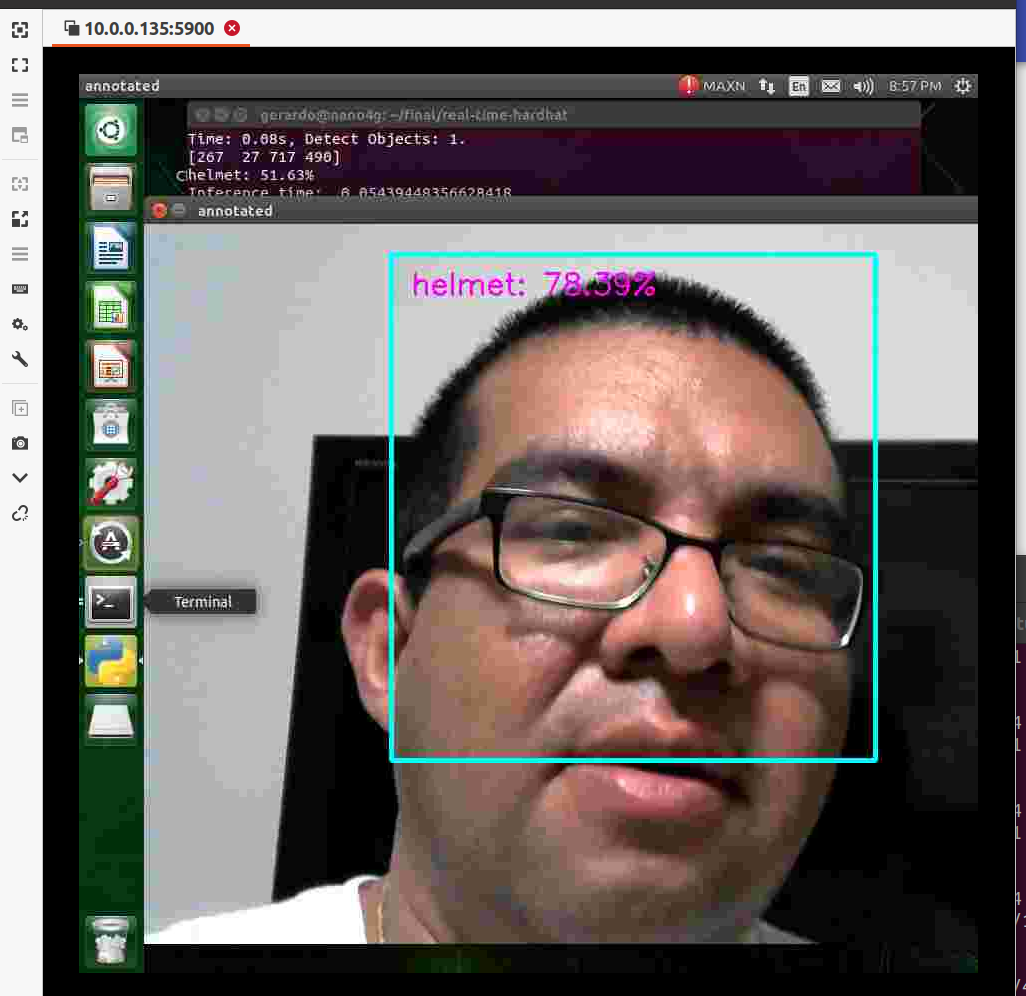 10.0.0.135:5900
annotated
MAXN
En
8:57 PM
gerardo@nano4g: ~/final/real-time-hardhat
Time: 0.08s, Detect Objects: 1.
[267  27 717 490]
helmet: 51.63%
Inference time:  0.05439448356628418
annotated
helmet: 78.39%
Terminal